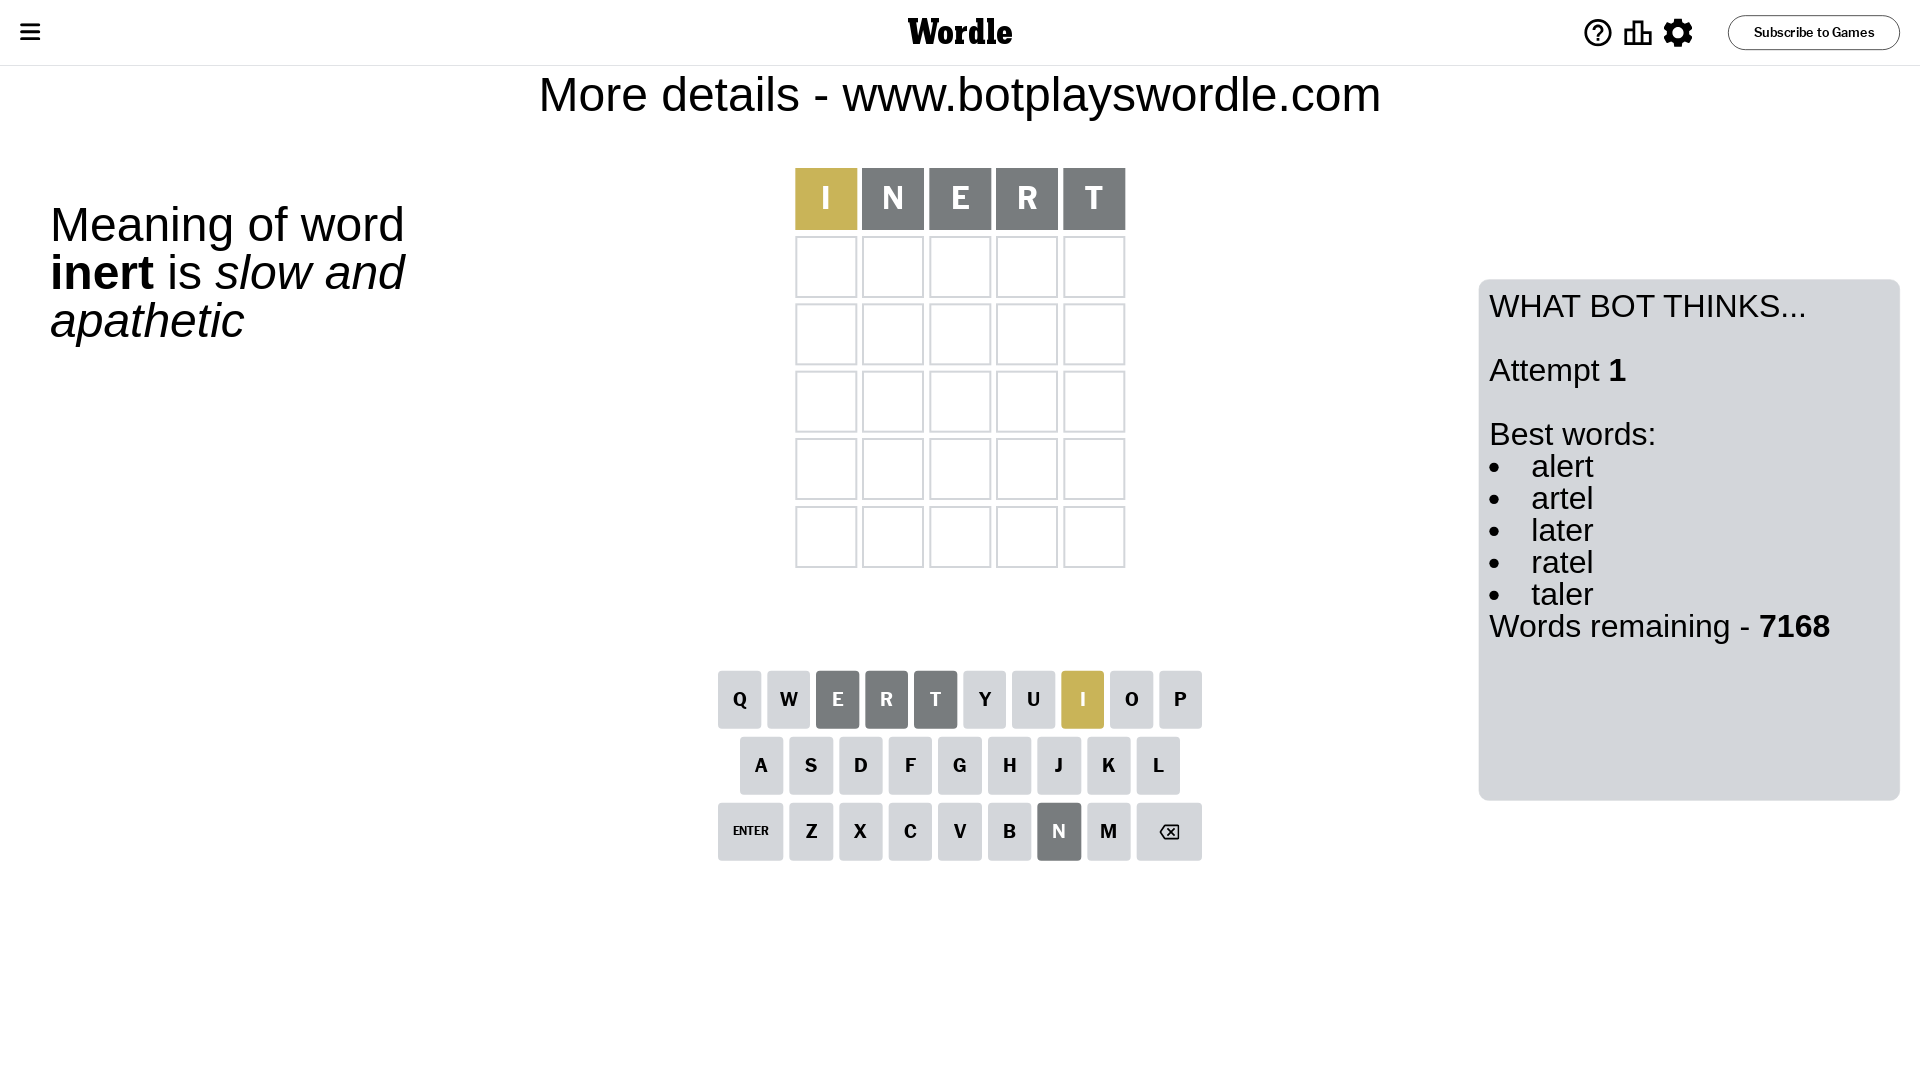 Wordle
Subscribe to Games
More details - www.botplayswordle.com
Meaning of word
inert is slow and
apathetic
I N E R T
WHAT BOT THINKS...
Attempt 1
Best words:
• alert
• artel
• later
• ratel
• taler
Words remaining - 7168
Q W E R T Y U I O P
A S D F G H J K L
ENTER Z X C V B N M